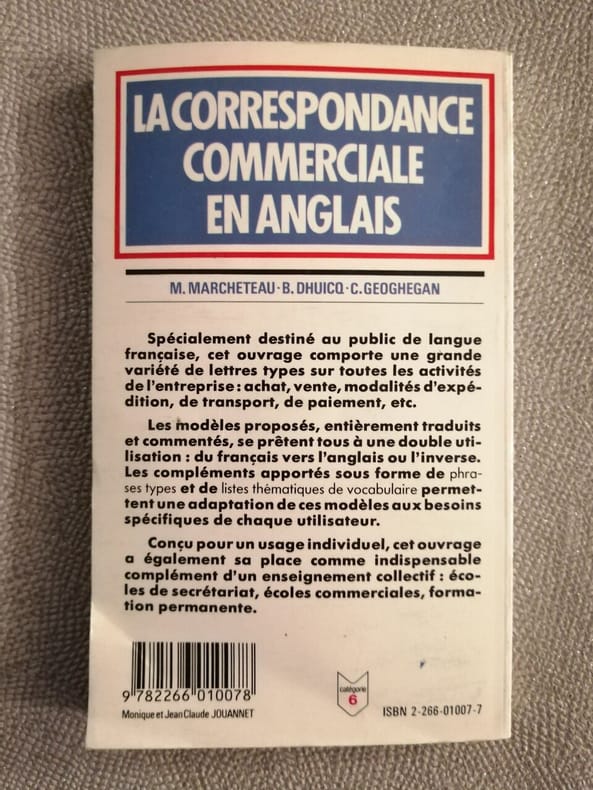 LA CORRESPONDANCE
COMMERCIALE
EN ANGLAIS
M. MARCHETEAU · B. DHUICQ · C. GEOGHEGAN
Spécialement destiné au public de langue
française, cet ouvrage comporte une grande
variété de lettres types sur toutes les activités
de l'entreprise : achat, vente, modalités d'expé-
dition, de transport, de paiement, etc.
Les modèles proposés, entièrement traduits
et commentés, se prêtent tous à une double uti-
lisation : du français vers l'anglais ou l'inverse.
Les compléments apportés sous forme de phra-
ses types et de listes thématiques de vocabulaire permet-
tent une adaptation de ces modèles aux besoins
spécifiques de chaque utilisateur.
Conçu pour un usage individuel, cet ouvrage
a également sa place comme indispensable
complément d'un enseignement collectif : éco-
les de secrétariat, écoles commerciales, forma-
tion permanente.
9 782266 010078
Monique et Jean Claude JOUANNET
catégorie
6
ISBN 2-266-01007-7